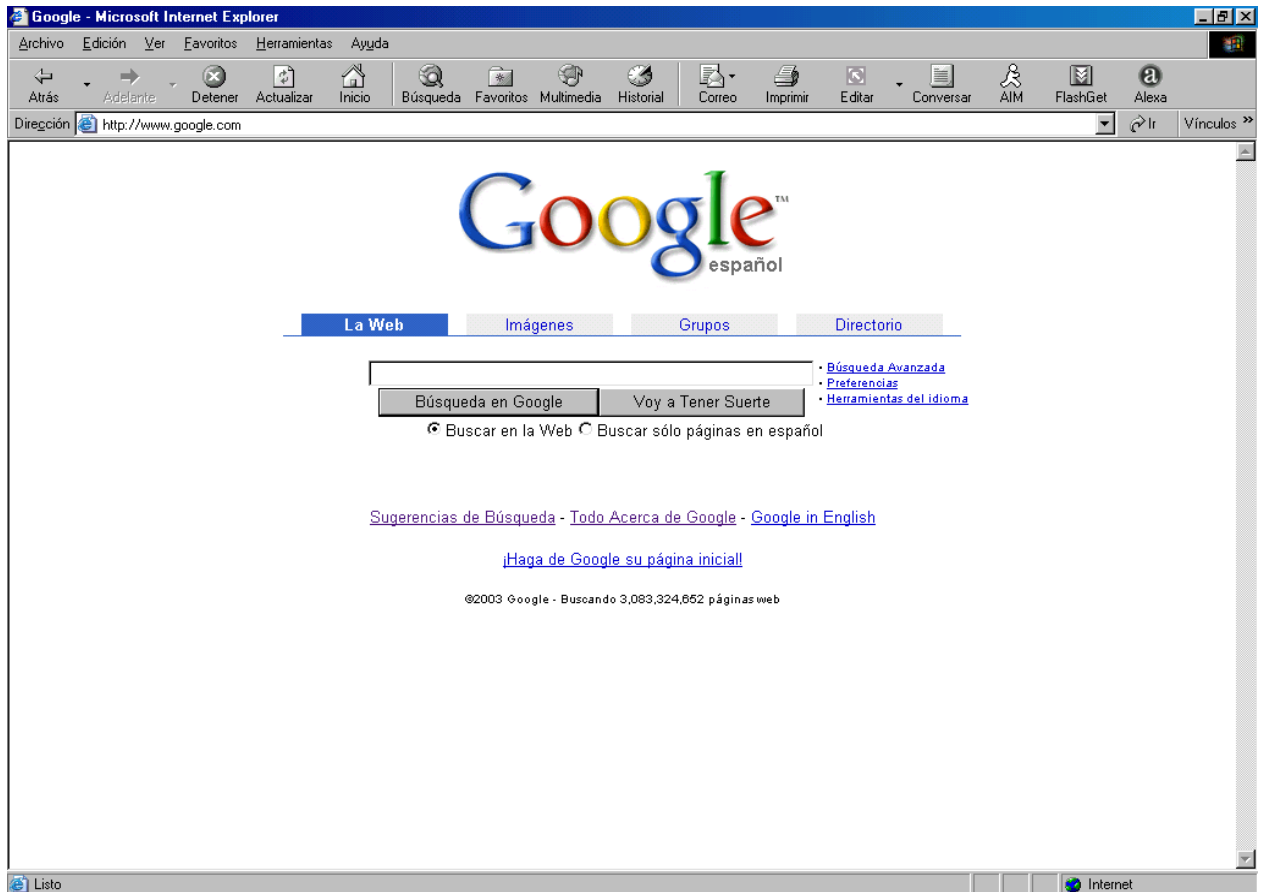 Google - Microsoft Internet Explorer
Archivo Edición Ver Favoritos Herramientas Ayuda
Atrás Adelante Detener Actualizar Inicio Búsqueda Favoritos Multimedia Historial Correo Imprimir Editar Conversar AIM FlashGet Alexa
Dirección http://www.google.com Ir Vínculos »
Google™
español
La Web Imágenes Grupos Directorio
· Búsqueda Avanzada
· Preferencias
Búsqueda en Google Voy a Tener Suerte · Herramientas del idioma
Buscar en la Web Buscar sólo páginas en español
Sugerencias de Búsqueda - Todo Acerca de Google - Google in English
¡Haga de Google su página inicial!
©2003 Google - Buscando 3,083,324,652 páginas web
Listo Internet